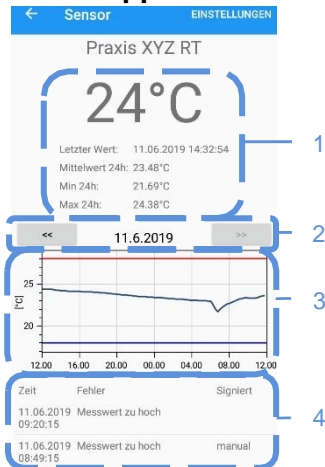 ← Sensor EINSTELLUNGEN
Praxis XYZ RT
24°C
Letzter Wert: 11.06.2019 14:32:54
Mittelwert 24h: 23.48°C
Min 24h: 21.69°C
Max 24h: 24.38°C
1
<< 11.6.2019 >>
2
[°C]
25
20
3
12.00 16.00 20.00 00.00 04.00 08.00 12.00
Zeit Fehler Signiert
11.06.2019 Messwert zu hoch
09:20:15
4
11.06.2019 Messwert zu hoch manual
08:49:15